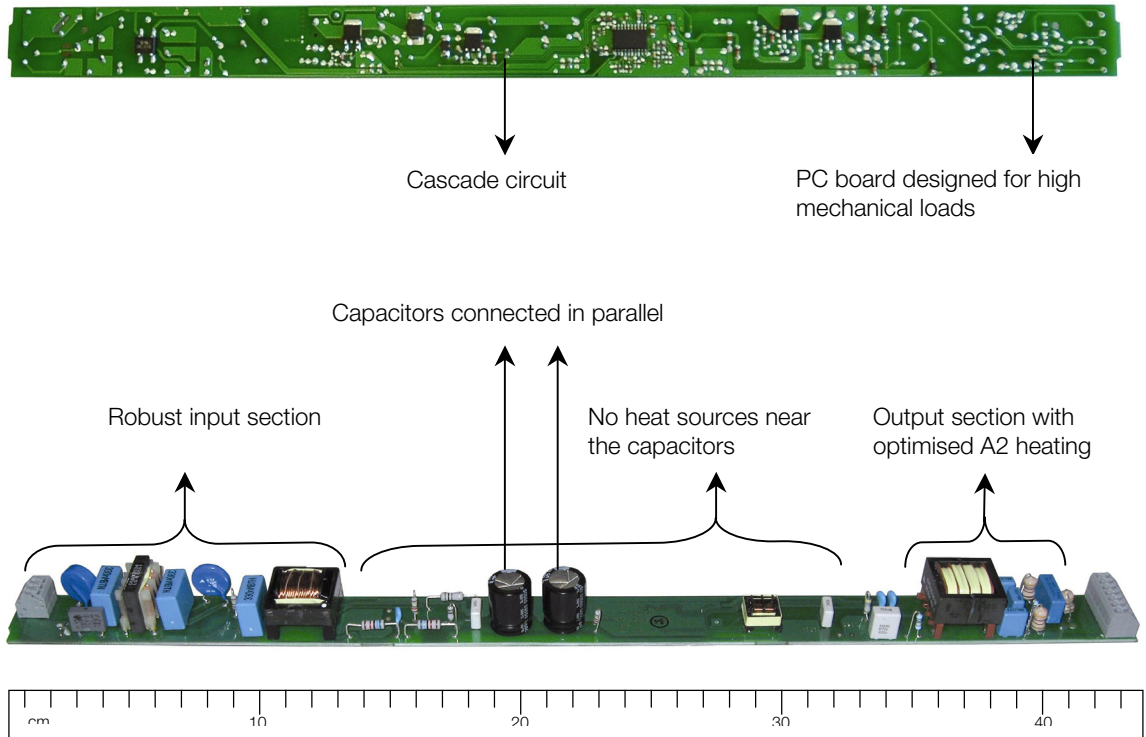 Cascade circuit
PC board designed for high
mechanical loads
Capacitors connected in parallel
Robust input section
No heat sources near
the capacitors
Output section with
optimised A2 heating
cm
10
20
30
40